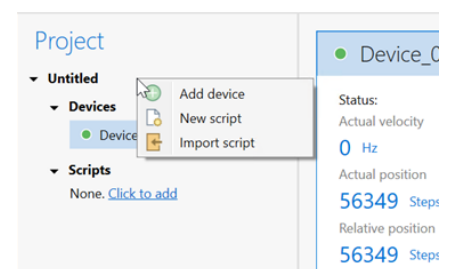 Project
Untitled
Devices
Device
Scripts
None. Click to add
Add device
New script
Import script
Device_0
Status:
Actual velocity
0 Hz
Actual position
56349 Steps
Relative position
56349 Steps